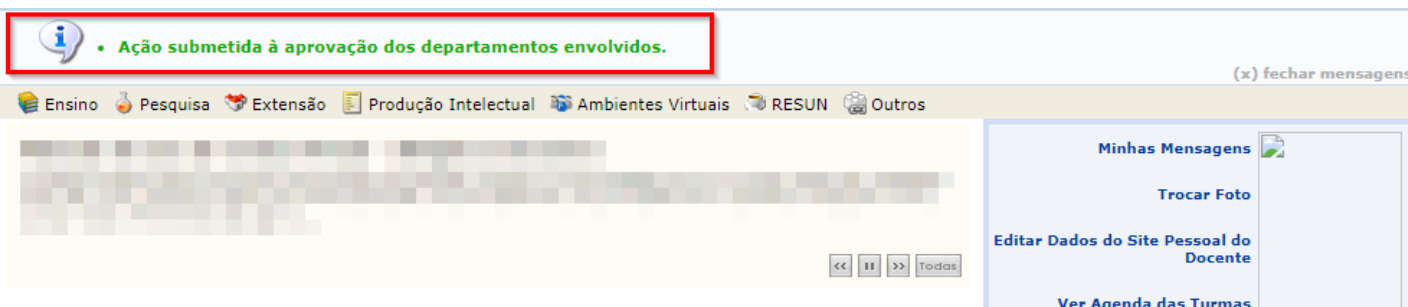 • Ação submetida à aprovação dos departamentos envolvidos.
(x) fechar mensagens
Ensino Pesquisa Extensão Produção Intelectual Ambientes Virtuais RESUN Outros
Minhas Mensagens
Trocar Foto
Editar Dados do Site Pessoal do
Docente
<< II >> Todas
Ver Agenda das Turmas